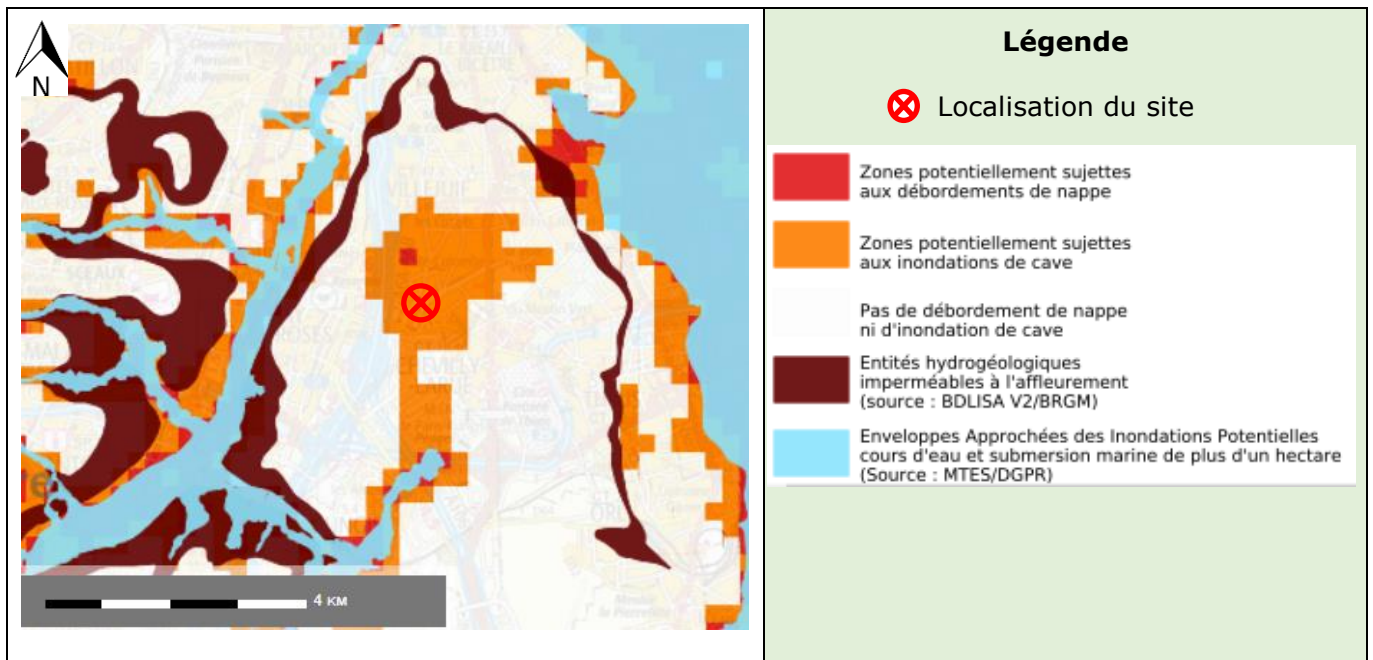 N
VILLEJUIF
SCEAUX
4 KM
Légende
Localisation du site
Zones potentiellement sujettes
aux débordements de nappe
Zones potentiellement sujettes
aux inondations de cave
Pas de débordement de nappe
ni d'inondation de cave
Entités hydrogéologiques
imperméables à l'affleurement
(source : BDLISA V2/BRGM)
Enveloppes Approchées des Inondations Potentielles
cours d'eau et submersion marine de plus d'un hectare
(Source : MTES/DGPR)